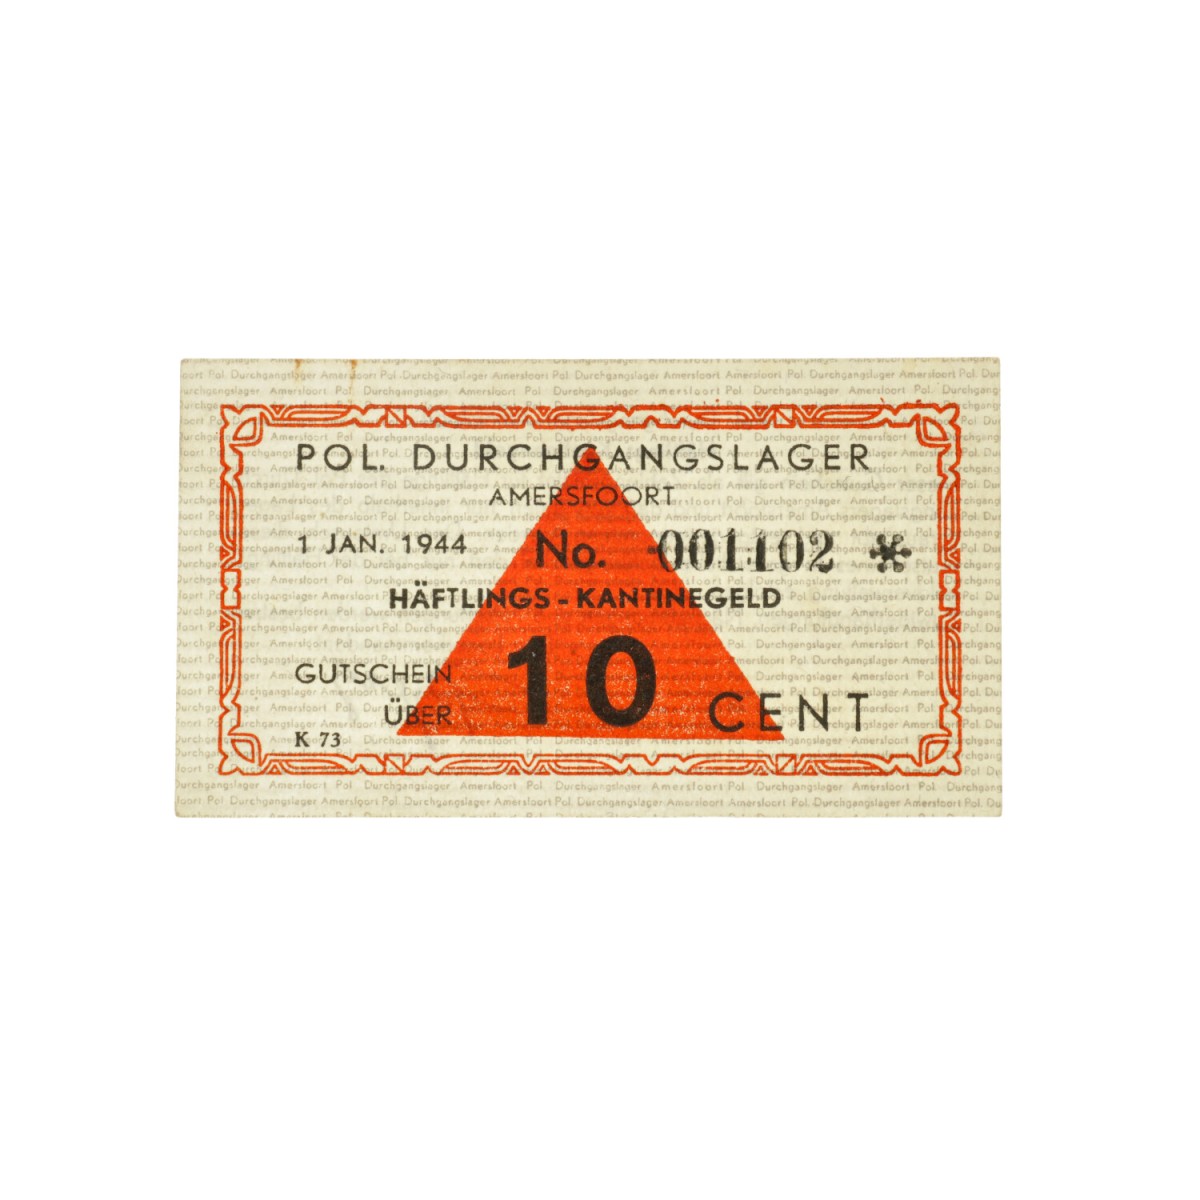 POL. DURCHGANGSLAGER
AMERSFOORT
1 JAN. 1944 No. 001102 *
HÄFTLINGS - KANTINEGELD
GUTSCHEIN
ÜBER
10 CENT
K 73